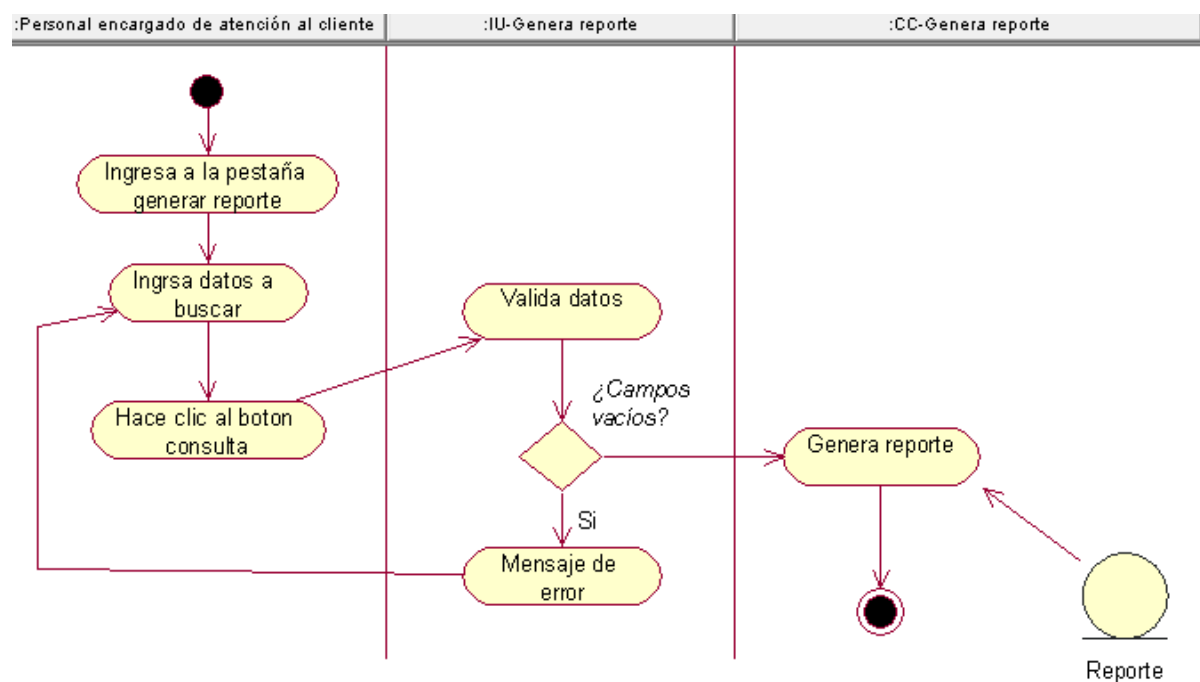 :Personal encargado de atención al cliente
:IU-Genera reporte
:CC-Genera reporte
Ingresa a la pestaña
generar reporte
Ingrsa datos a
buscar
Hace clic al boton
consulta
Valida datos
¿Campos
vacíos?
Si
Mensaje de
error
Genera reporte
Reporte